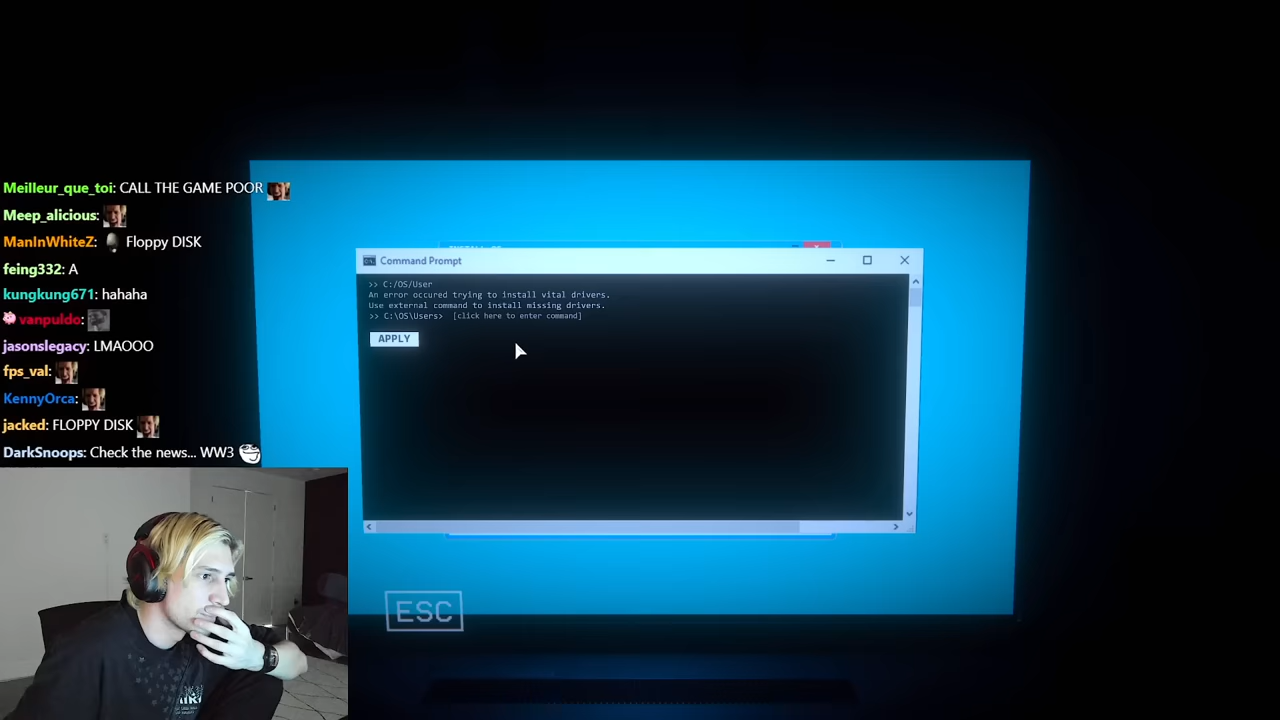 Meilleur_que_toi: CALL THE GAME POOR
Meep_alicious:
ManInWhiteZ: Floppy DISK
feing332: A
kungkung671: hahaha
vanpuldo:
jasonslegacy: LMAOOO
fps_val:
KennyOrca:
jacked: FLOPPY DISK
DarkSnoops: Check the news... WW3
Command Prompt
>> C:/OS/User
An error occured trying to install vital drivers.
Use external command to install missing drivers.
>> C:\OS\Users> [click here to enter command]
APPLY
ESC